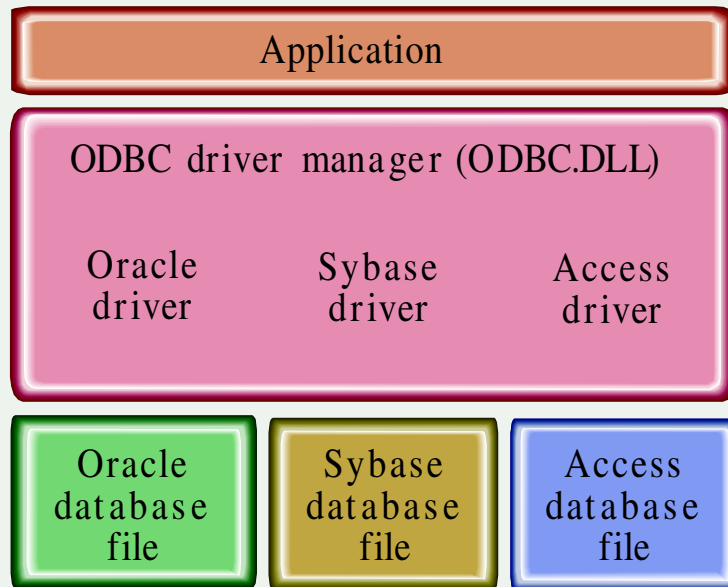 Application
ODBC driver manager (ODBC.DLL)
Oracle
driver
Sybase
driver
Access
driver
Oracle
database
file
Sybase
database
file
Access
database
file